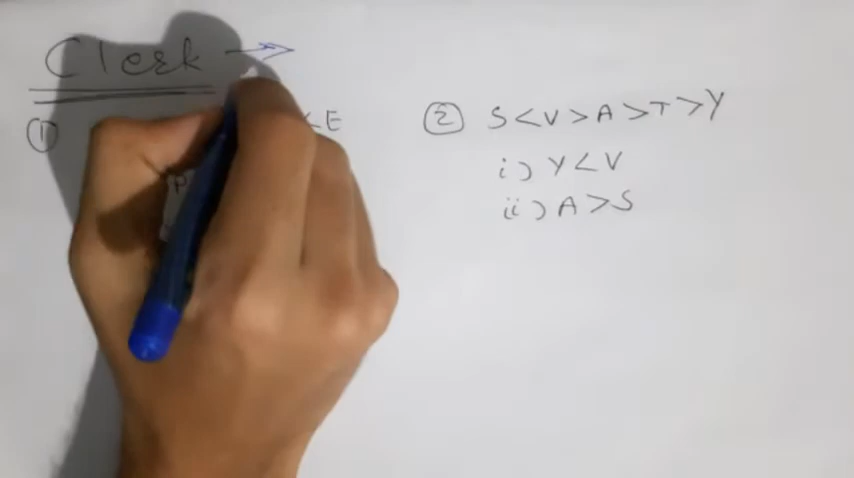 Clerk →
① <E
② S<V>A>T>Y
i) Y<V
ii) A>S